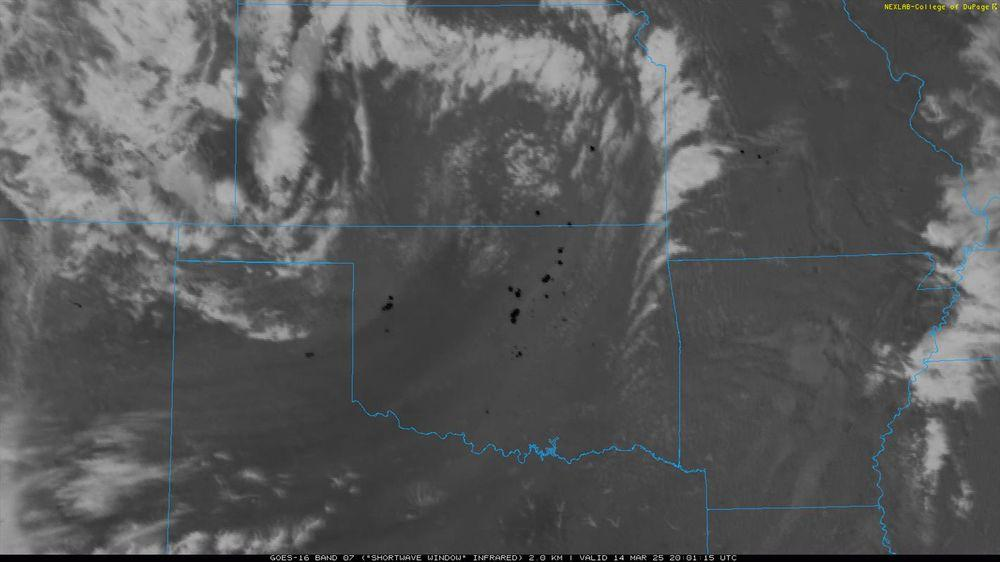 NEXLAB-College of DuPage
GOES-16 BAND 07 ("SHORTWAVE WINDOW" INFRARED) 2.0 KM | VALID 14 MAR 25 20:01:15 UTC